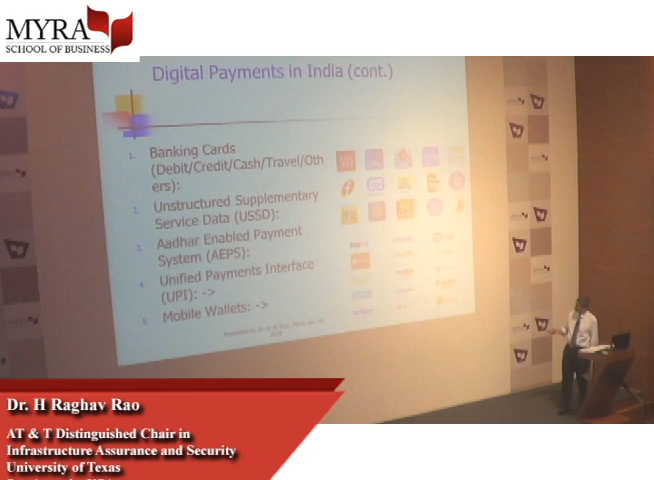 MYRA
SCHOOL OF BUSINESS
Digital Payments in India (cont.)
1. Banking Cards
(Debit/Credit/Cash/Travel/Oth
ers):
2. Unstructured Supplementary
Service Data (USSD):
3. Aadhar Enabled Payment
System (AEPS):
4. Unified Payments Interface
(UPI): ->
5. Mobile Wallets: ->
Dr. H Raghav Rao
AT & T Distinguished Chair in
Infrastructure Assurance and Security
University of Texas